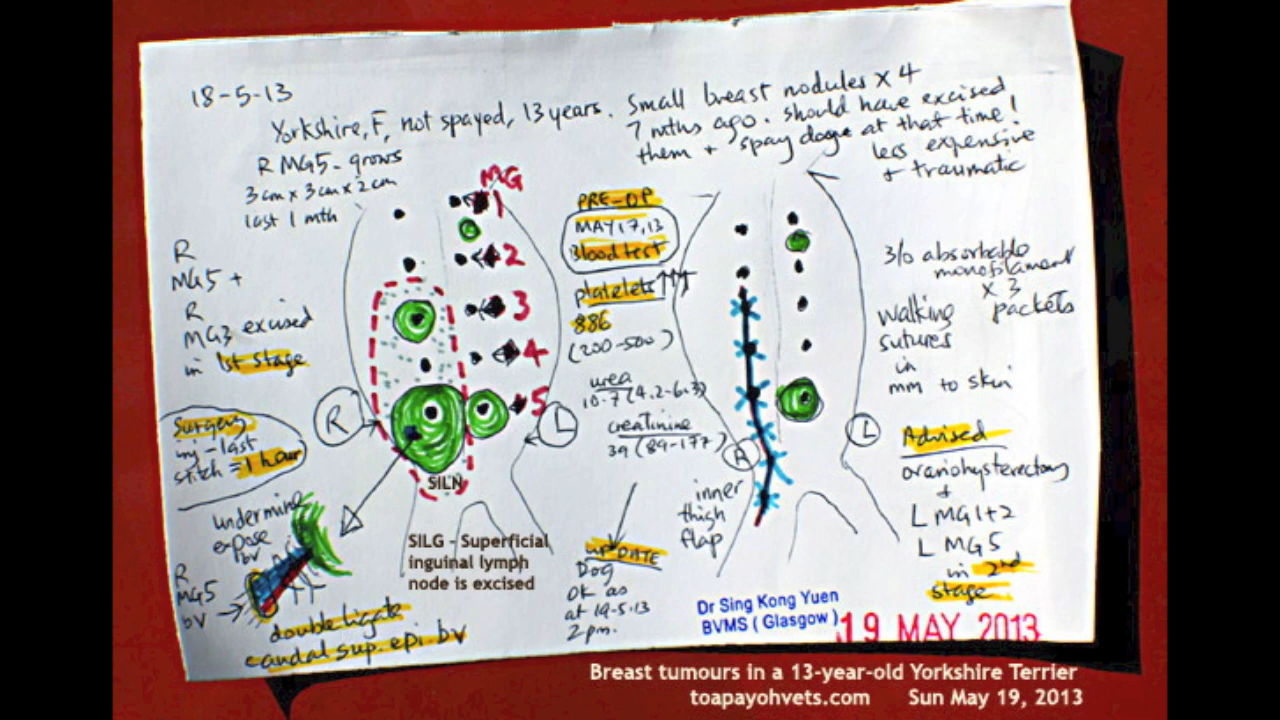 18-5-13
Yorkshire, F, not spayed, 13 years.
Small breast nodules x 4
7 mths ago. Should have excised
them + spay dog at that time!
less expensive
+ traumatic
R MG5 - grows
3 cm x 3 cm x 2 cm
last 1 mth
R
MG5 +
R
MG3 excised
in 1st stage
Surgery
inj - last
stitch = 1 hour
undermine
expose
bv
R
MG5
bv
double ligate
caudal sup. epi. bv
MG
1
2
3
4
5
R
L
SILN
SILG - Superficial
inguinal lymph
node is excised
PRE-OP
MAY 17, 13
Blood test
platelets ↑↑↑
886
(200-500)
urea
10.7 (4.2-6.3)
creatinine
39 (89-177)
UPDATE
Dog
OK as
at 19-5-13
2 pm.
R
L
inner
thigh
flap
3/0 absorbable
monofilament
x 3
packets
walking
sutures
in
mm to skin
Advised
ovariohysterectomy
+
L MG1+2
L MG5
in 2nd
stage
Dr Sing Kong Yuen
BVMS (Glasgow)
19 MAY 2013
Breast tumours in a 13-year-old Yorkshire Terrier
toapayohvets.com Sun May 19, 2013